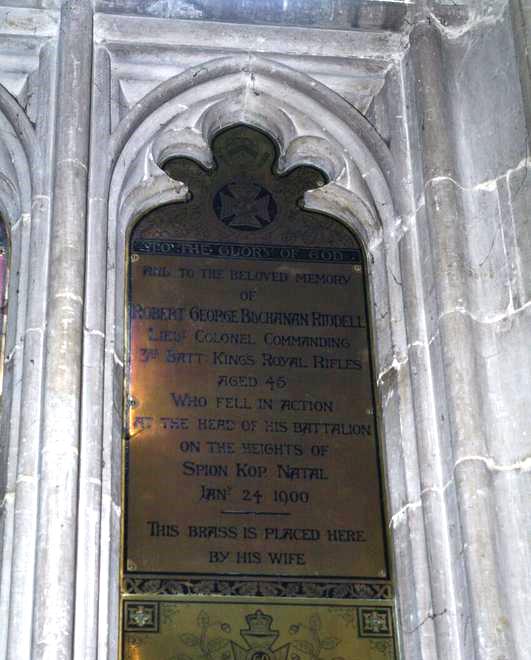 TO THE GLORY OF GOD
AND TO THE BELOVED MEMORY
OF
ROBERT GEORGE BUCHANAN RIDDELL
LIEUT COLONEL COMMANDING
3RD BATT: KINGS ROYAL RIFLES
AGED 45
WHO FELL IN ACTION
AT THE HEAD OF HIS BATTALION
ON THE HEIGHTS OF
SPION KOP NATAL
JANY 24 1900
THIS BRASS IS PLACED HERE
BY HIS WIFE
60